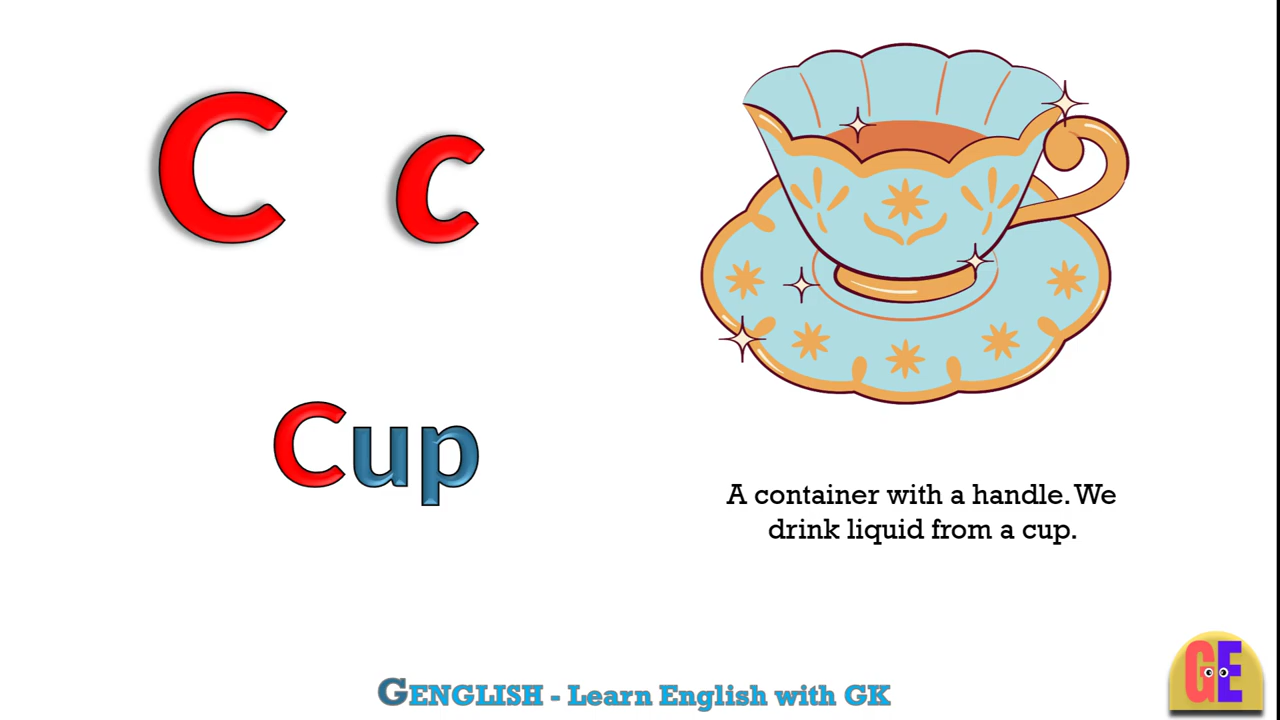 C c
Cup
A container with a handle. We
drink liquid from a cup.
GENGLISH - Learn English with GK
GE